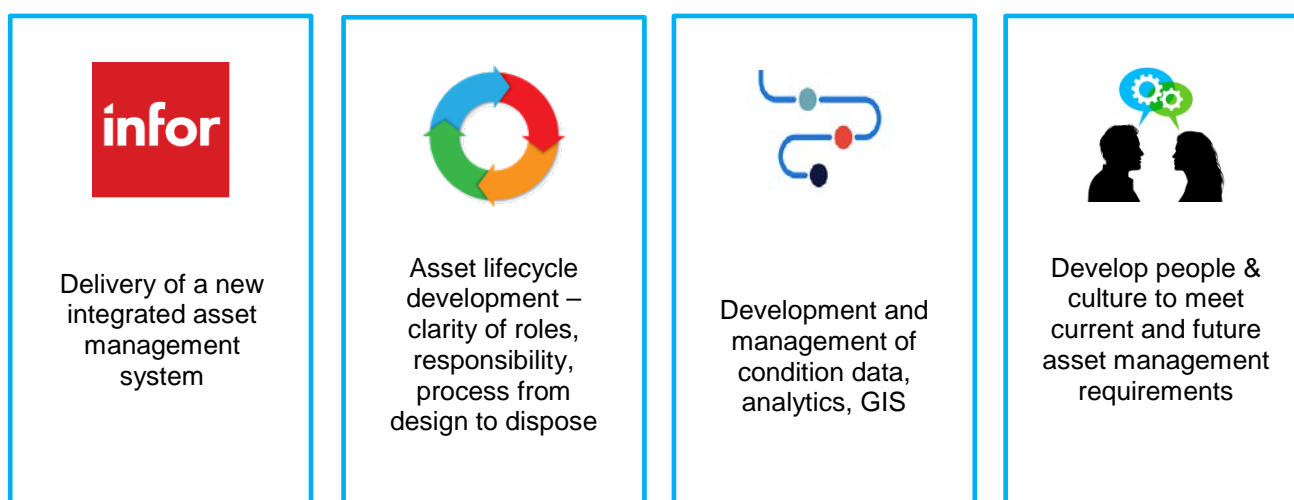 infor
Delivery of a new
integrated asset
management
system
Asset lifecycle
development –
clarity of roles,
responsibility,
process from
design to dispose
Development and
management of
condition data,
analytics, GIS
Develop people &
culture to meet
current and future
asset management
requirements